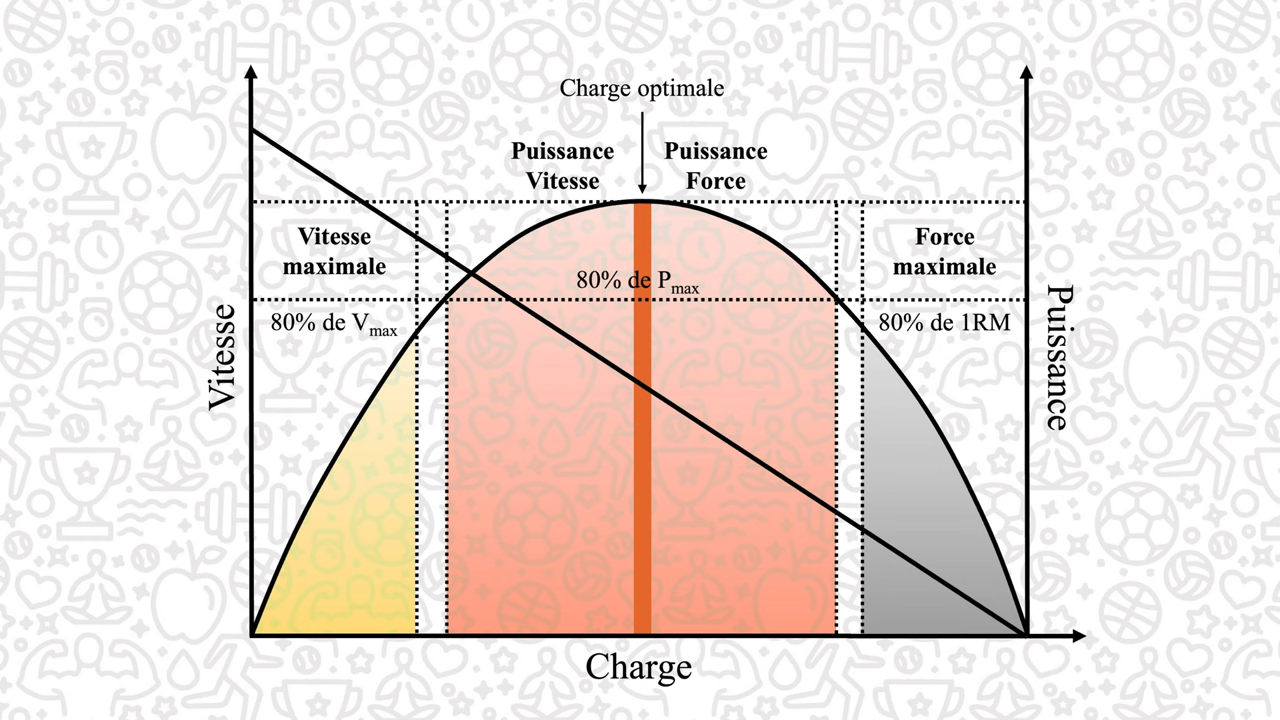 Charge optimale
Puissance
Vitesse
Puissance
Force
Vitesse
maximale
Force
maximale
80% de Pmax
80% de Vmax
80% de 1RM
Vitesse
Puissance
Charge